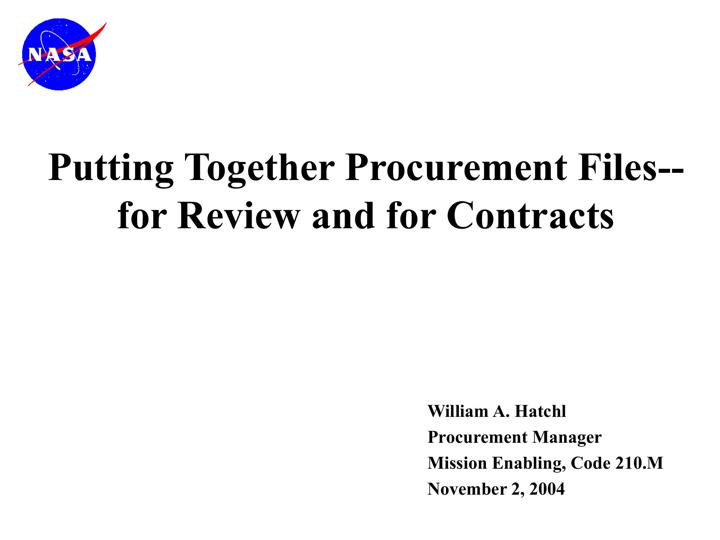 NASA
Putting Together Procurement Files--
for Review and for Contracts
William A. Hatchl
Procurement Manager
Mission Enabling, Code 210.M
November 2, 2004